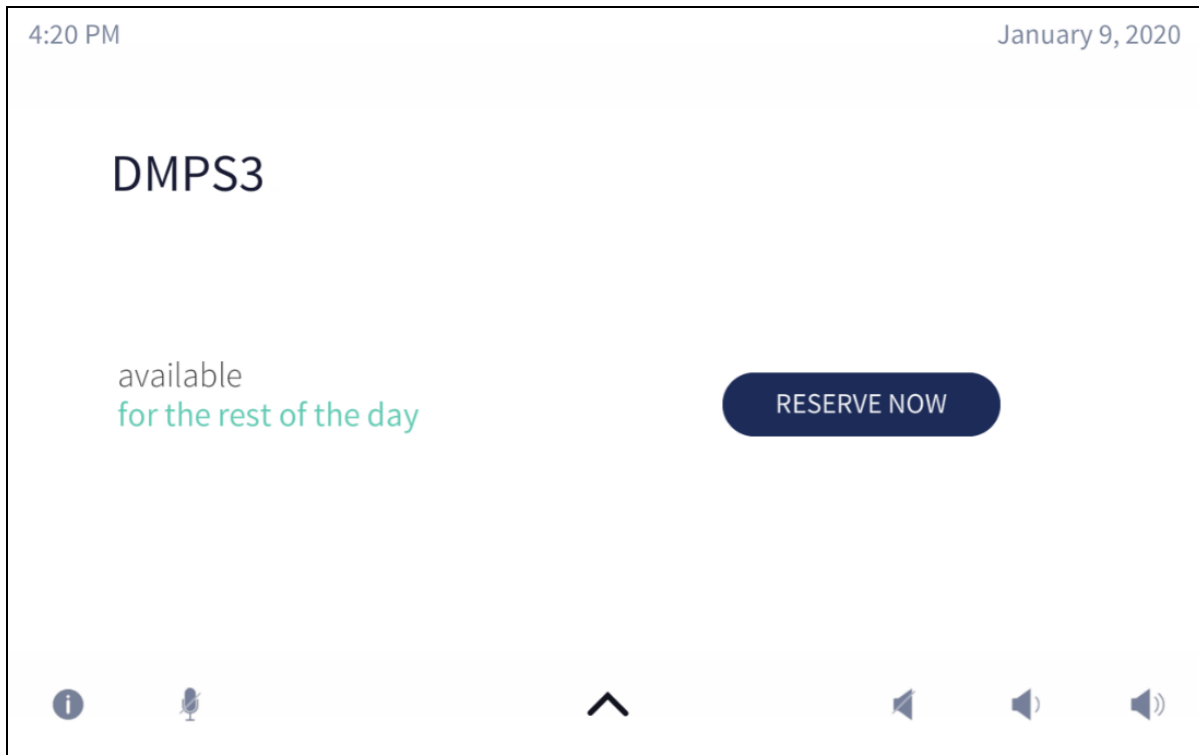 4:20 PM
January 9, 2020
DMPS3
available
for the rest of the day
RESERVE NOW